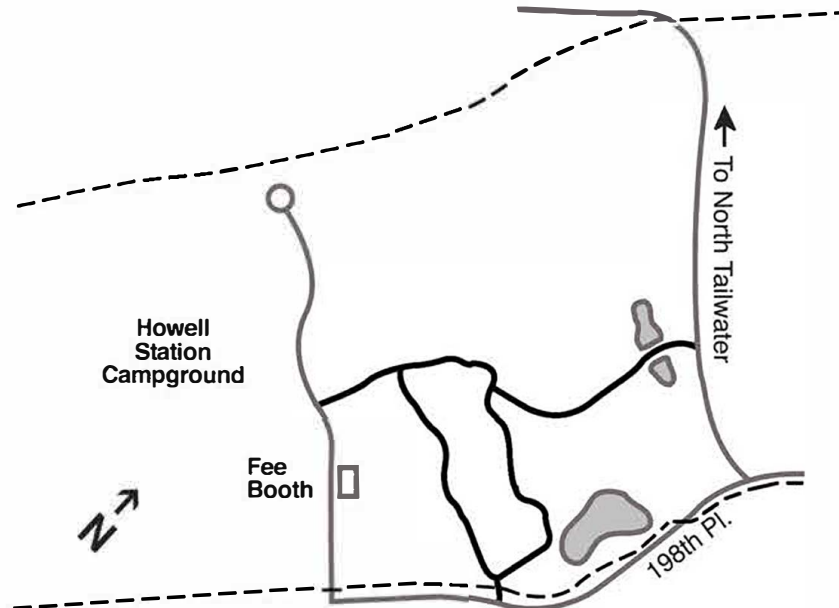 To North Tailwater
Howell
Station
Campground
Fee
Booth
N
198th Pl.